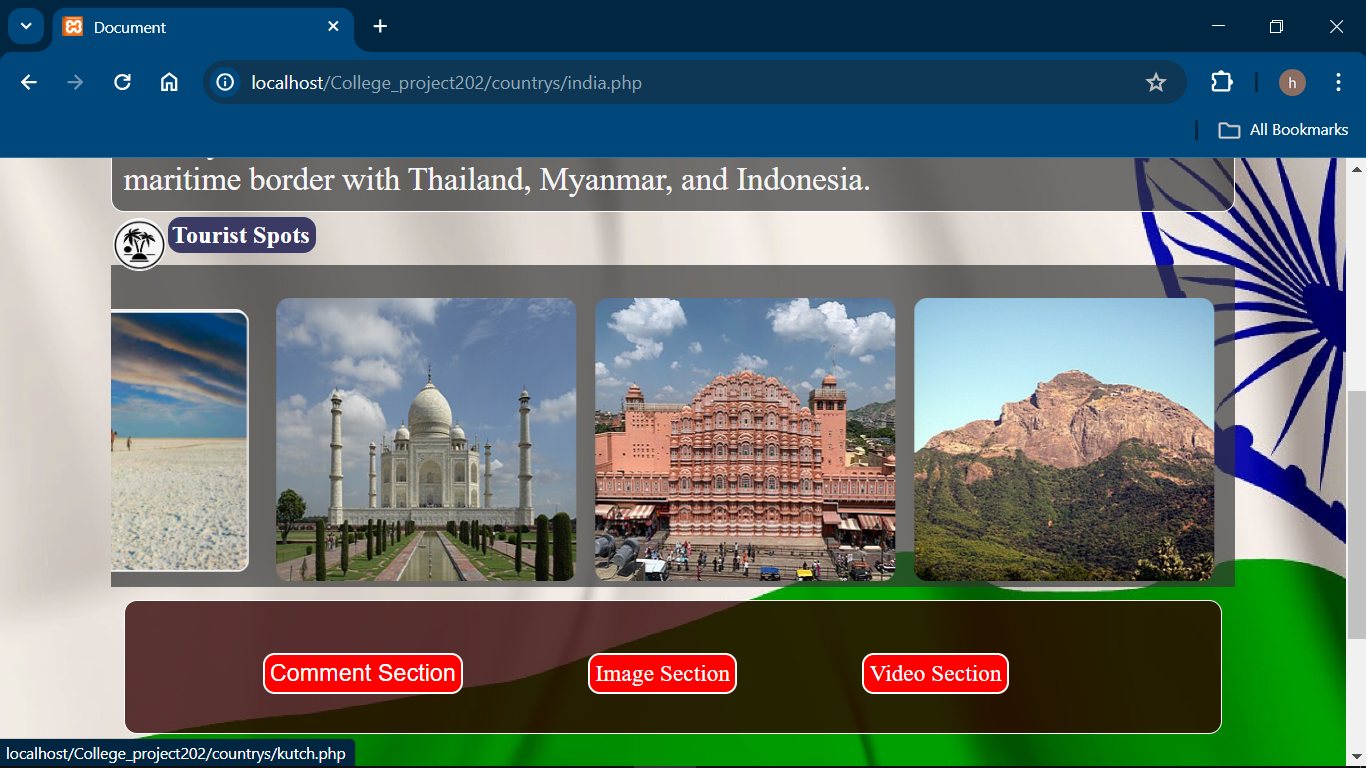 Document
localhost/College_project202/countrys/india.php
h
All Bookmarks
maritime border with Thailand, Myanmar, and Indonesia.
Tourist Spots
Comment Section
Image Section
Video Section
localhost/College_project202/countrys/kutch.php